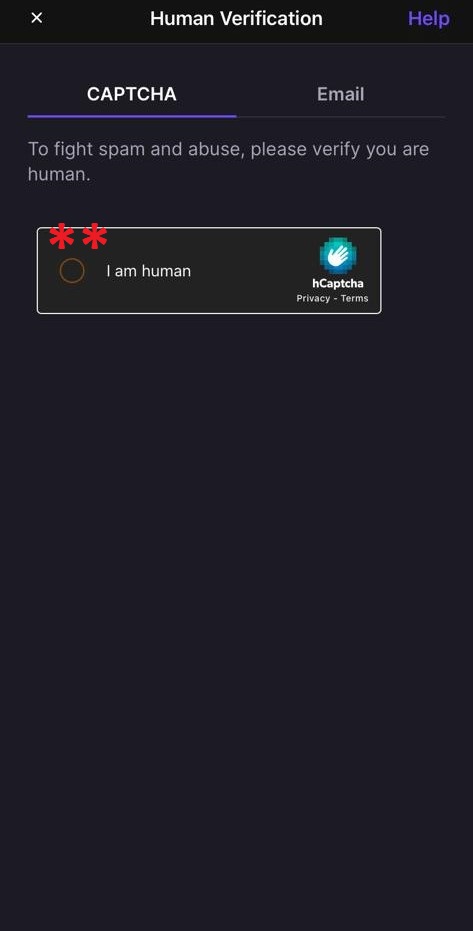 × Human Verification Help
CAPTCHA Email
To fight spam and abuse, please verify you are
human.
**
I am human
hCaptcha
Privacy - Terms